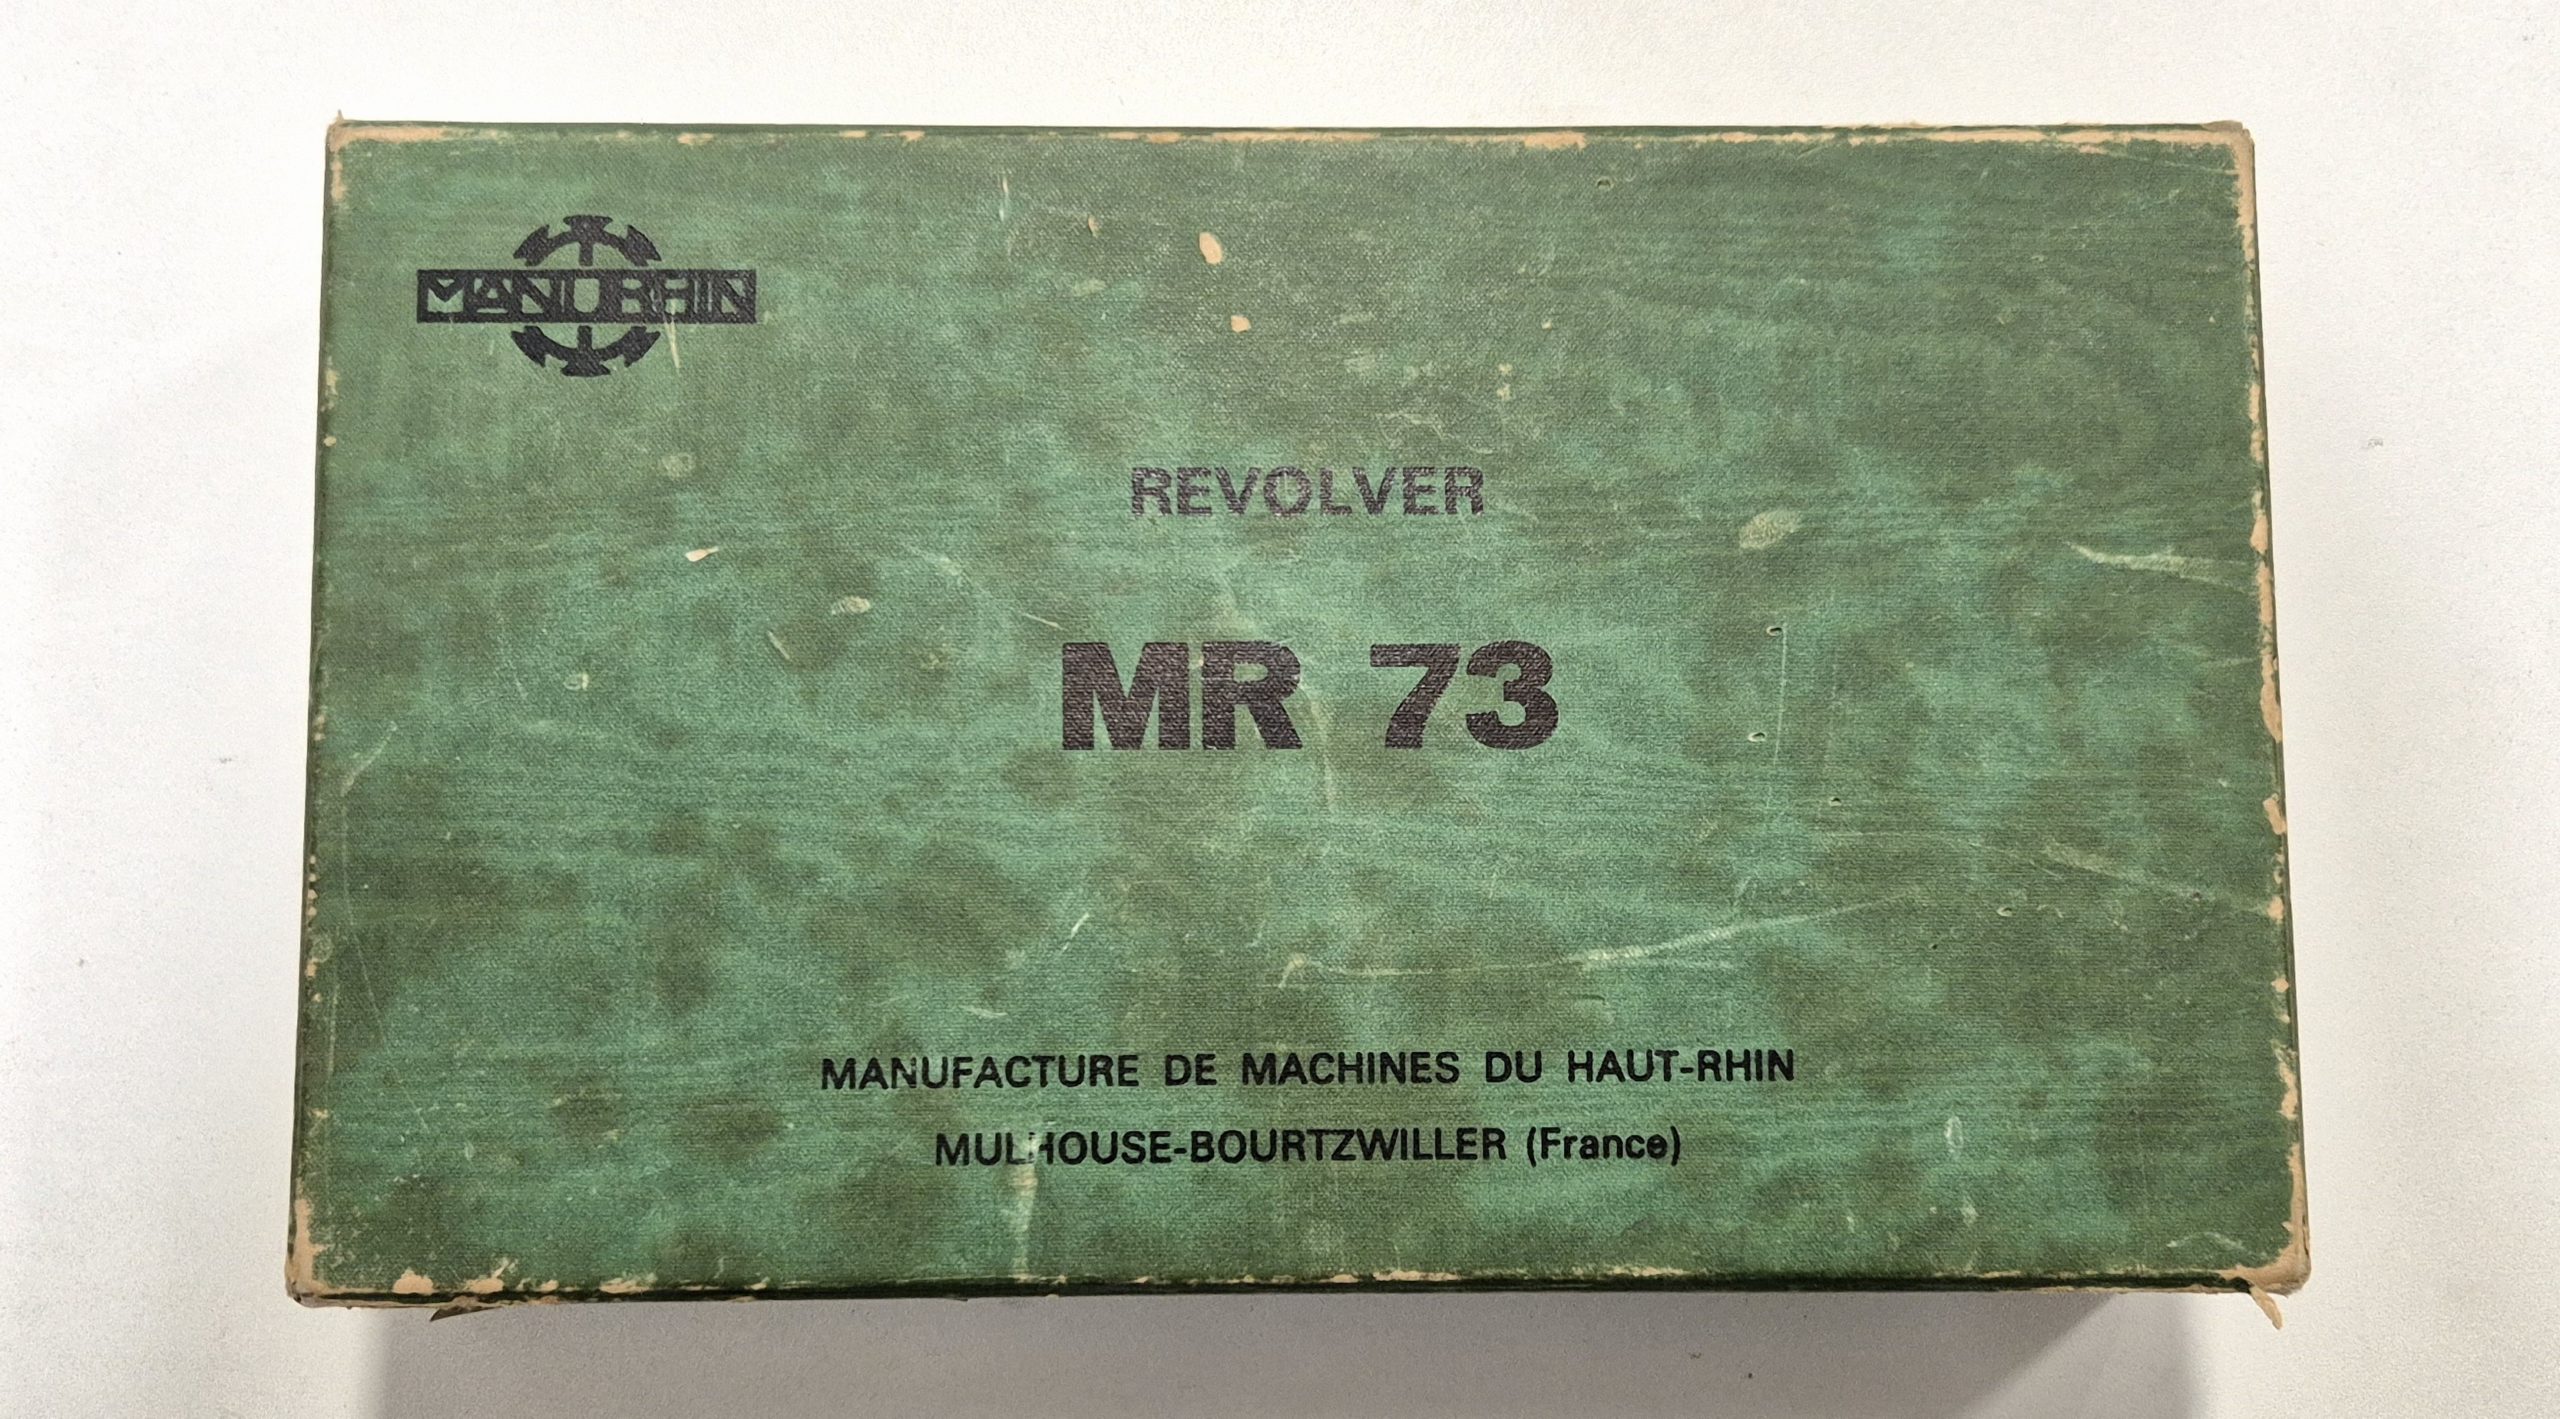 MANURHIN
REVOLVER
MR 73
MANUFACTURE DE MACHINES DU HAUT-RHIN
MULHOUSE-BOURTZWILLER (France)